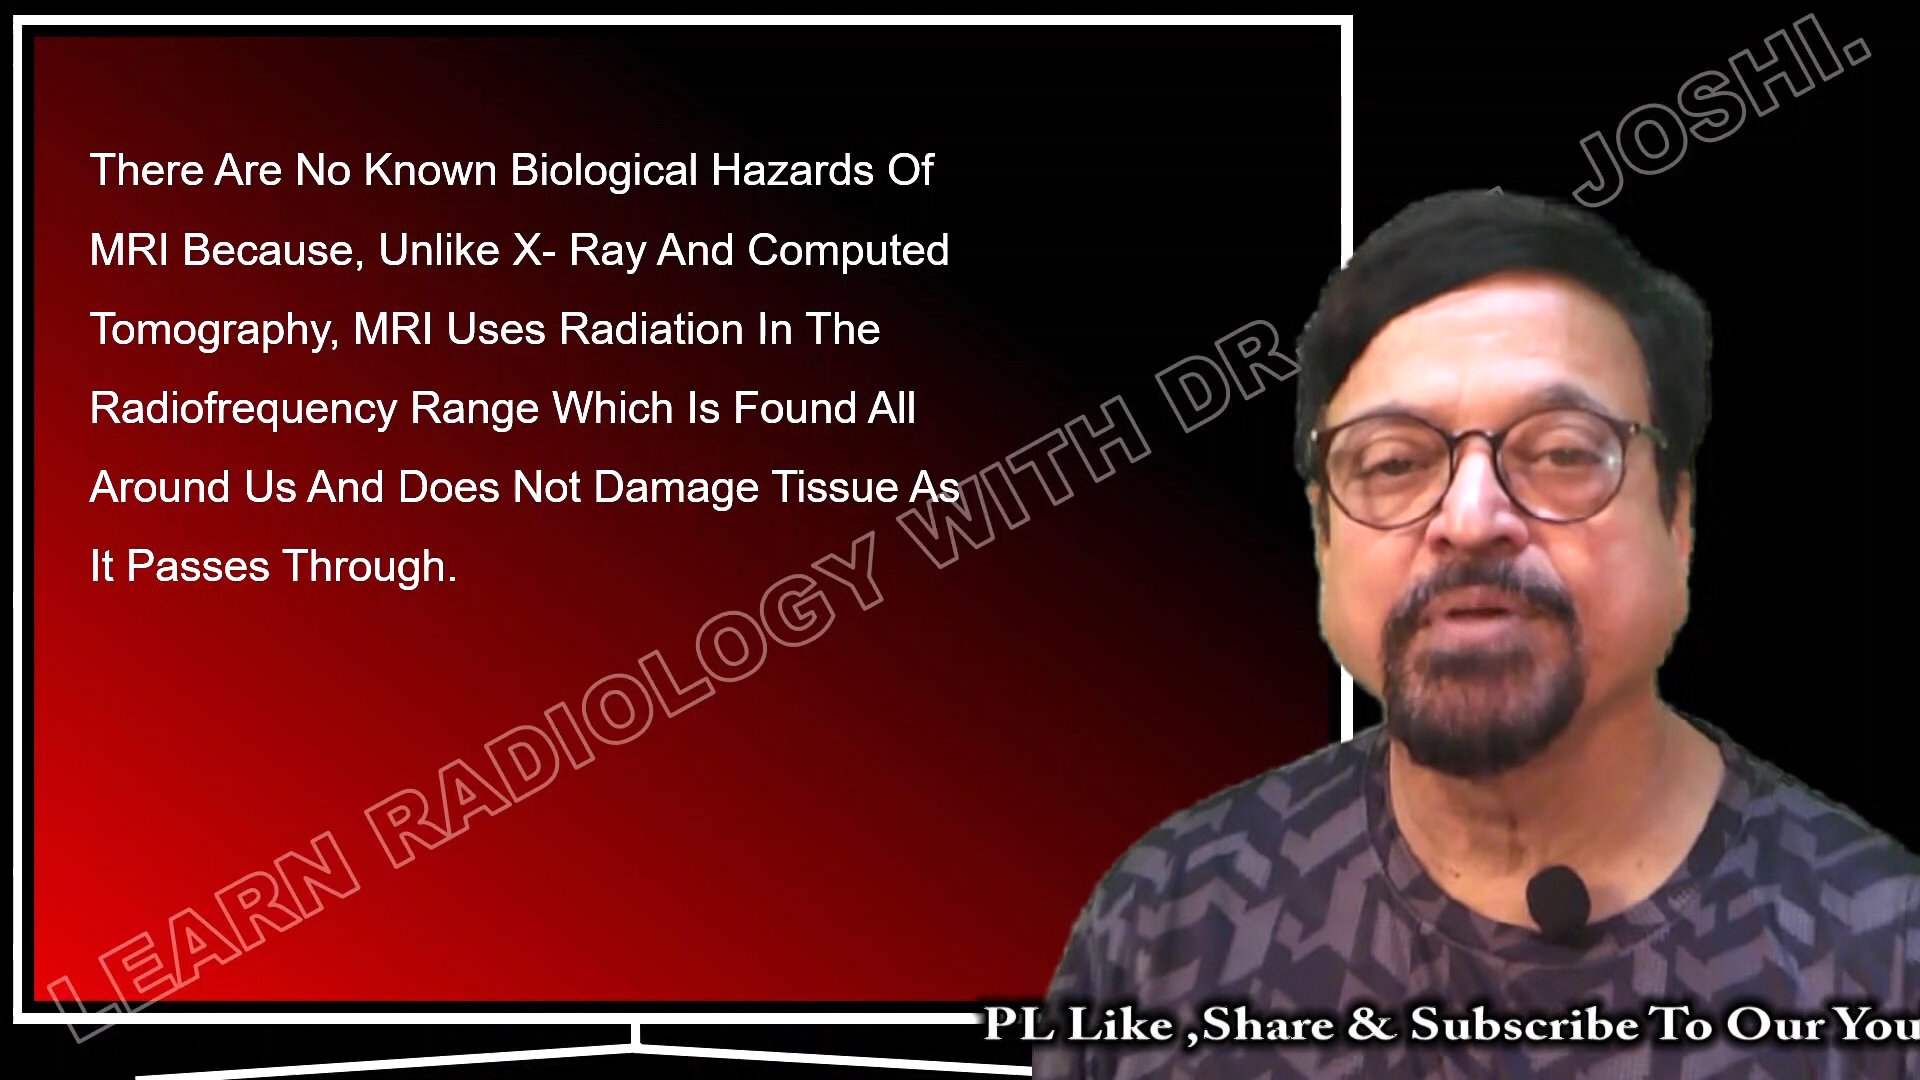 There Are No Known Biological Hazards Of
MRI Because, Unlike X- Ray And Computed
Tomography, MRI Uses Radiation In The
Radiofrequency Range Which Is Found All
Around Us And Does Not Damage Tissue As
It Passes Through.
LEARN RADIOLOGY WITH DR. JOSHI.
PL Like ,Share & Subscribe To Our You